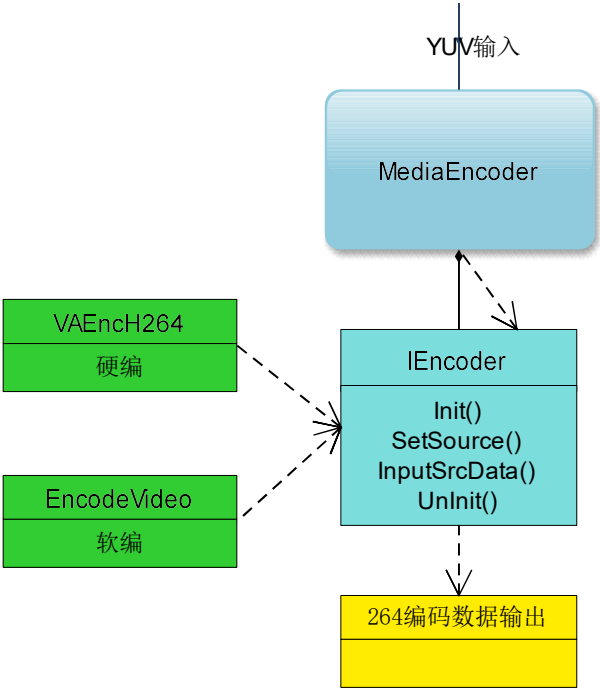 YUV输入
MediaEncoder
VAEncH264
硬编
IEncoder
Init()
SetSource()
InputSrcData()
UnInit()
EncodeVideo
软编
264编码数据输出